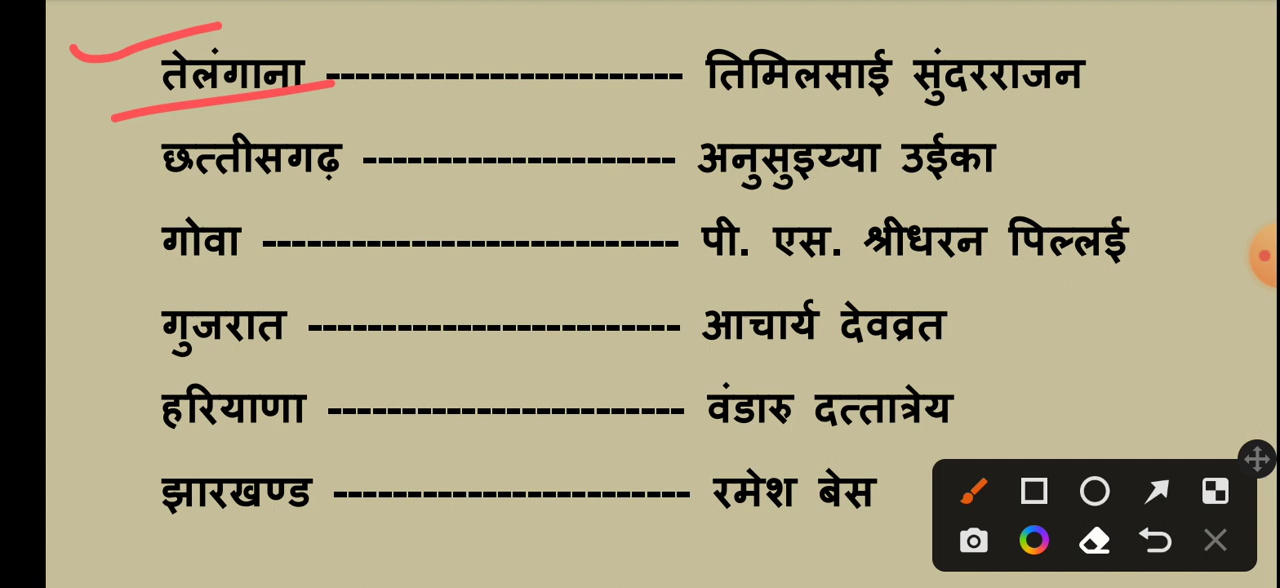 तेलंगाना ------------------------ तिमिलसाई सुंदरराजन
छत्तीसगढ़ --------------------- अनुसुइय्या उईका
गोवा ---------------------------- पी. एस. श्रीधरन पिल्लई
गुजरात ------------------------- आचार्य देवव्रत
हरियाणा ------------------------ वंडारु दत्तात्रेय
झारखण्ड ------------------------ रमेश बेस